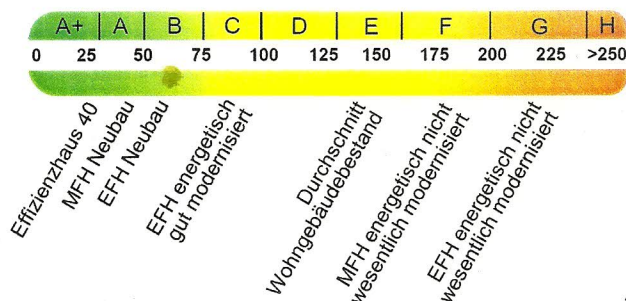 A+ A B C D E F G H
0 25 50 75 100 125 150 175 200 225 >250
Effizienzhaus 40
MFH Neubau
EFH Neubau
EFH energetisch
gut modernisiert
Durchschnitt
Wohngebäudebestand
MFH energetisch nicht
wesentlich modernisiert
EFH energetisch nicht
wesentlich modernisiert